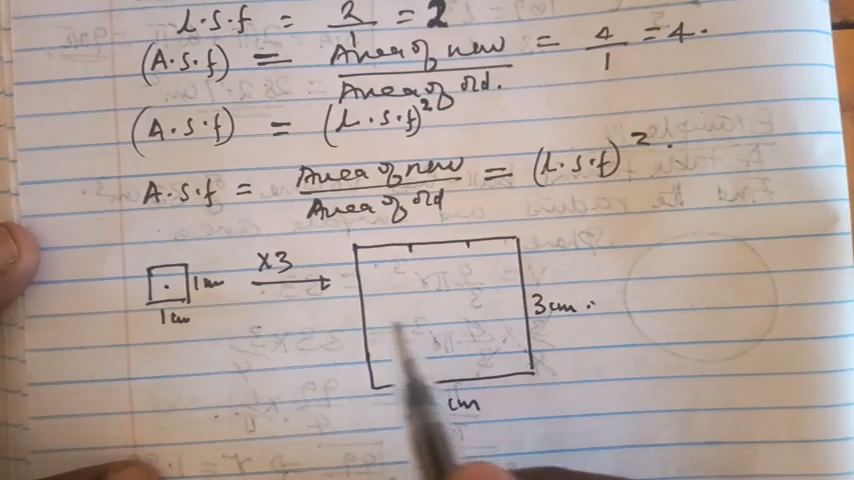 L.S.f = 2/1 = 2
(A.S.f) = Area of new/Area of old. = 4/1 = 4.
(A.S.f) = (L.S.f)²
A.S.f = Area of new/Area of old = (L.S.f)².
×3
1cm
3cm.
1cm
cm